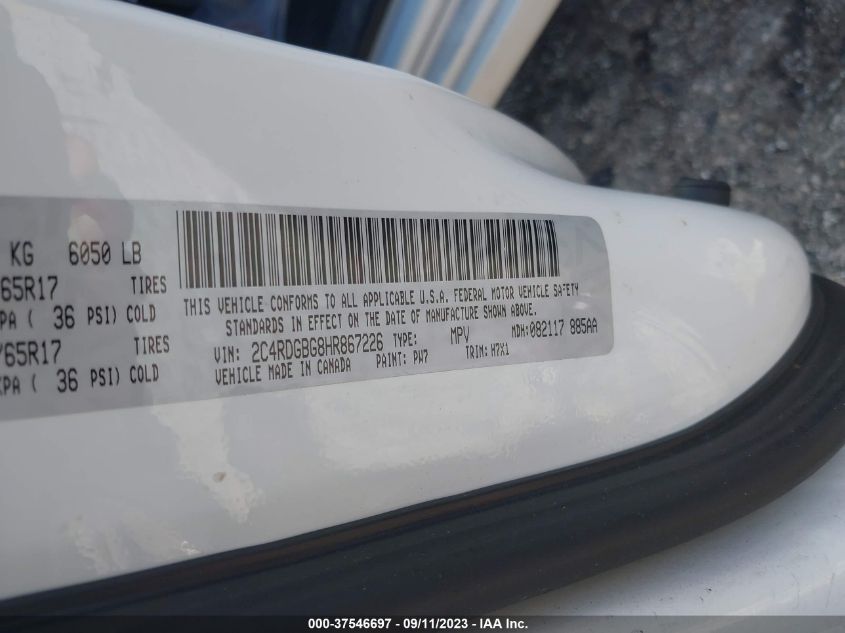 KG 6050 LB
65R17 TIRES
PA ( 36 PSI) COLD
/65R17 TIRES
KPA ( 36 PSI) COLD
THIS VEHICLE CONFORMS TO ALL APPLICABLE U.S.A. FEDERAL MOTOR VEHICLE SAFETY
STANDARDS IN EFFECT ON THE DATE OF MANUFACTURE SHOWN ABOVE.
VIN: 2C4RDGBG8HR867226 TYPE: MPV MDH:082117 885AA
VEHICLE MADE IN CANADA PAINT: PW7 TRIM: H7X1
000-37546697 - 09/11/2023 - IAA Inc.